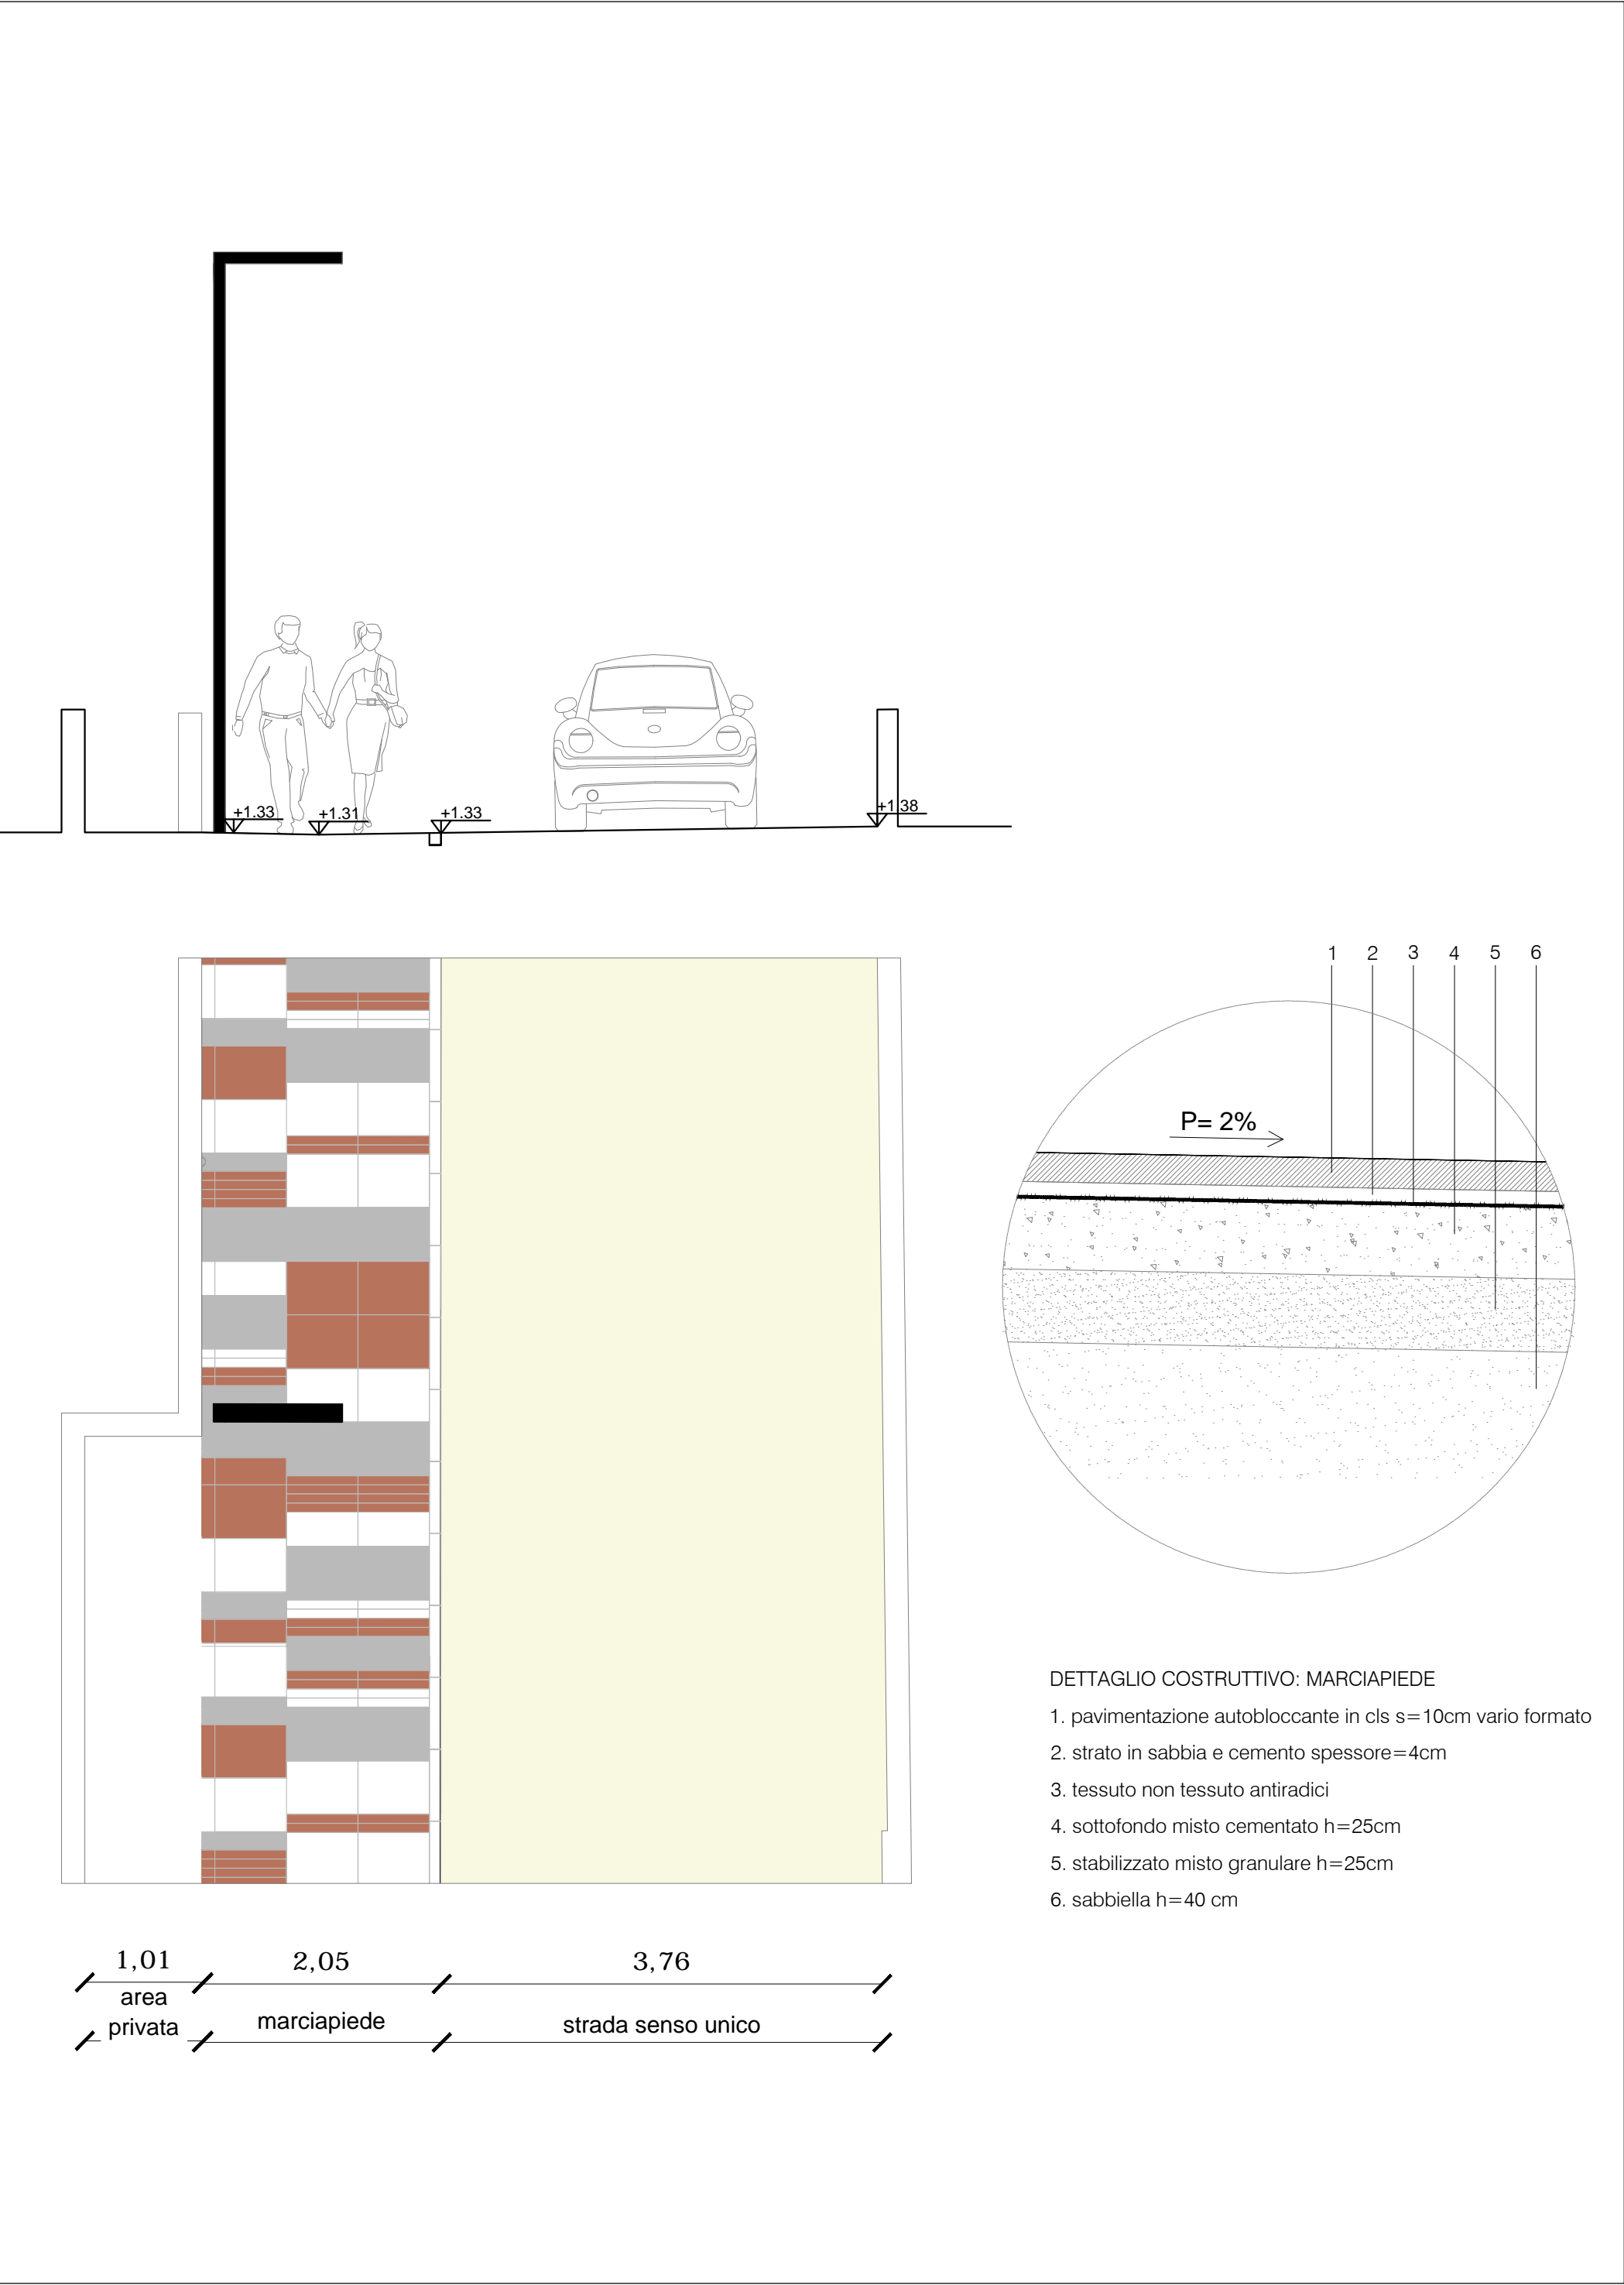 +1.33
+1.31
+1.33
+1.38
1 2 3 4 5 6
P= 2%
DETTAGLIO COSTRUTTIVO: MARCIAPIEDE
1. pavimentazione autobloccante in cls s=10cm vario formato
2. strato in sabbia e cemento spessore=4cm
3. tessuto non tessuto antiradici
4. sottofondo misto cementato h=25cm
5. stabilizzato misto granulare h=25cm
6. sabbiella h=40 cm
1,01
2,05
3,76
area
privata
marciapiede
strada senso unico